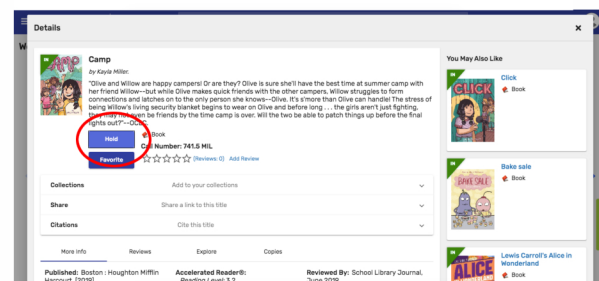 Details
×
IN
CAMP
Camp
by Kayla Miller.
"Olive and Willow are happy campers! Or are they? Olive is sure she'll have the best time at summer camp with
her friend Willow--but while Olive makes quick friends with the other campers, Willow struggles to form
connections and latches on to the only person she knows--Olive. It's s'more than Olive can handle! The stress of
being Willow's living security blanket begins to wear on Olive and before long . . . the girls aren't just fighting,
they may not even be friends by the time camp is over. Will the two be able to patch things up before the final
lights out?"--OCLC.
Hold
Book
Call Number: 741.5 MIL
Favorite
(Reviews: 0) Add Review
Collections Add to your collections
Share Share a link to this title
Citations Cite this title
More Info Reviews Explore Copies
Published: Boston : Houghton Mifflin
Harcourt, [2019]
Accelerated Reader®:
Reading Level: 3.2
Reviewed By: School Library Journal,
June 2019
You May Also Like
IN
CLICK
Click
Book
IN
BAKE SALE
Bake sale
Book
IN
ALICE
Lewis Carroll's Alice in
Wonderland
Book